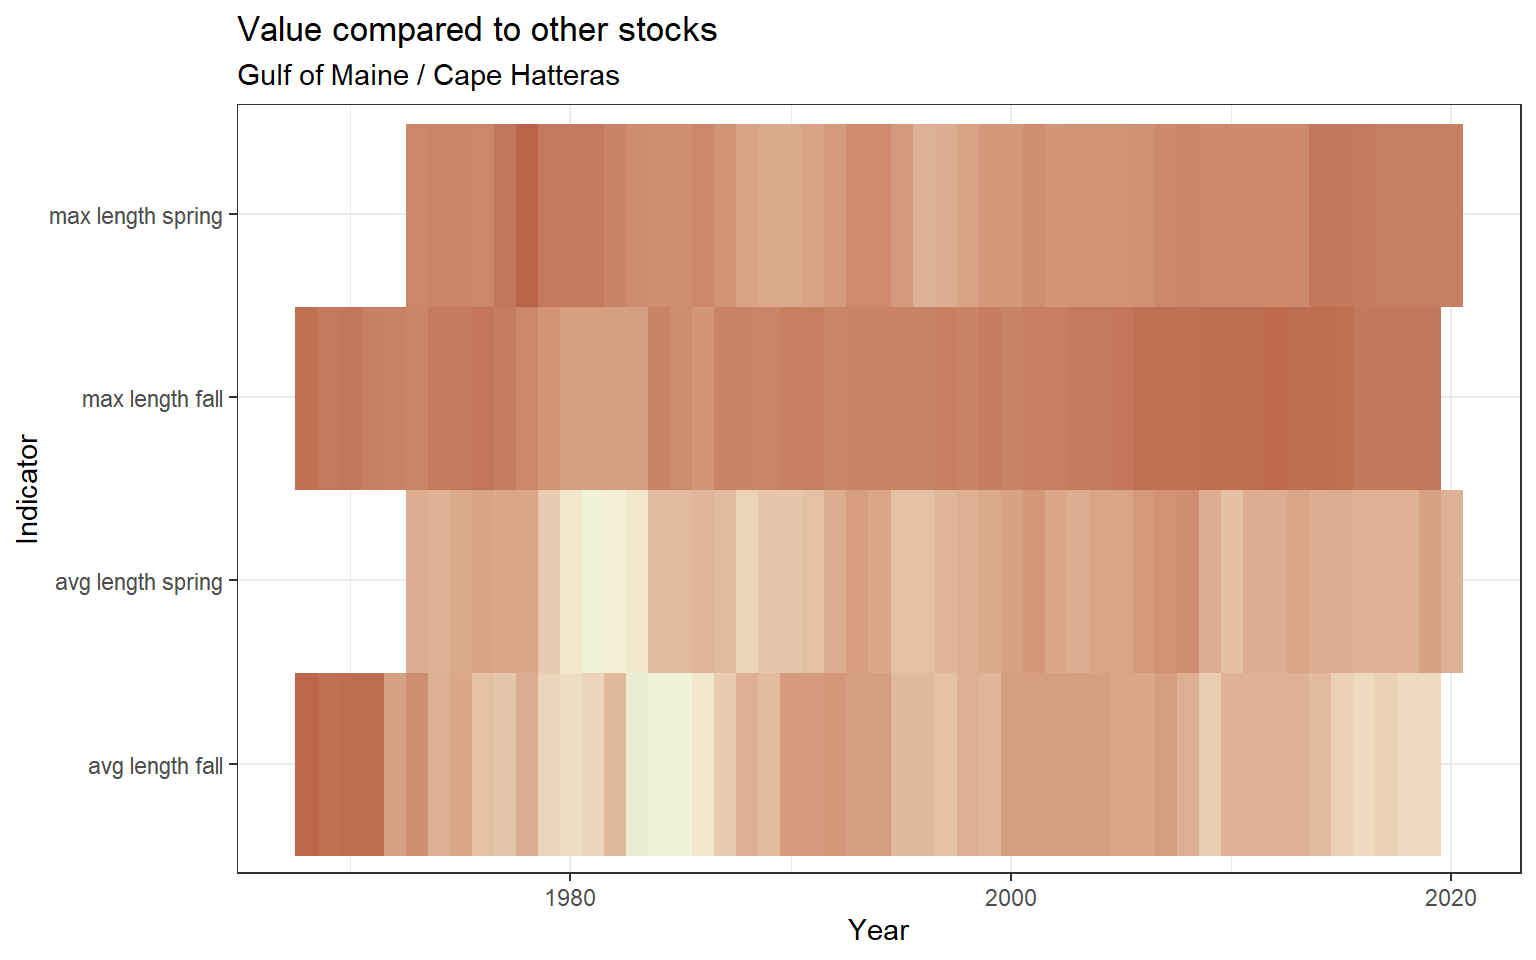 Value compared to other stocks
Gulf of Maine / Cape Hatteras
Indicator
max length spring
max length fall
avg length spring
avg length fall
1980
2000
2020
Year